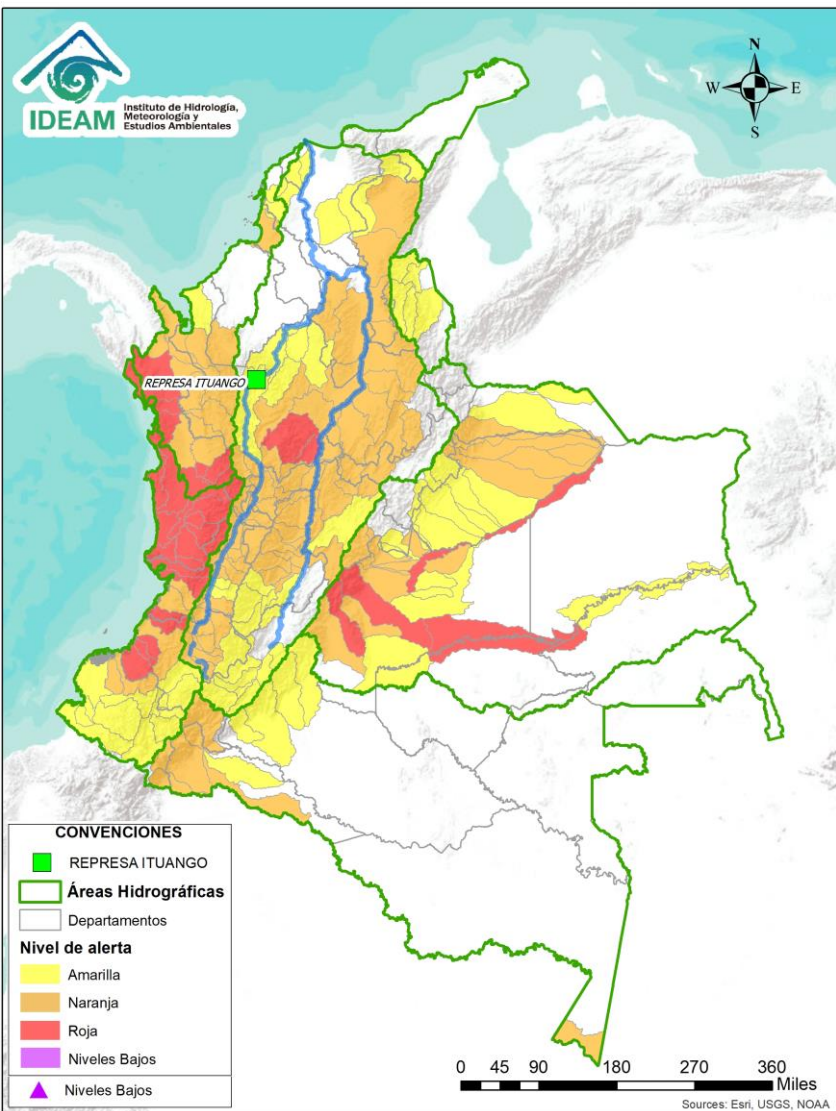 IDEAM
Instituto de Hidrología,
Meteorología y
Estudios Ambientales
N
W E
S
REPRESA ITUANGO
CONVENCIONES
REPRESA ITUANGO
Áreas Hidrográficas
Departamentos
Nivel de alerta
Amarilla
Naranja
Roja
Niveles Bajos
Niveles Bajos
0 45 90 180 270 360
Miles
Sources: Esri, USGS, NOAA